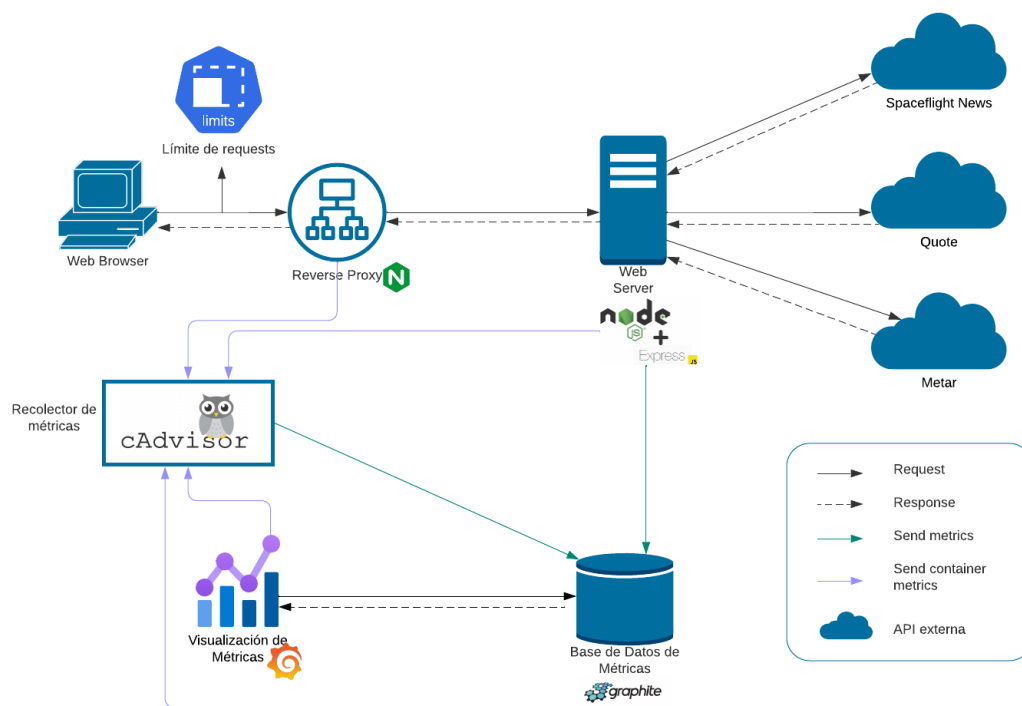 limits
Límite de requests
Spaceflight News
Web Browser
Reverse Proxy
N
Web
Server
node
JS
+
Express
JS
Quote
Metar
Recolector de
métricas
cAdvisor
Request
Response
Send metrics
Send container
metrics
API externa
Visualización de
Métricas
Base de Datos de
Métricas
graphite